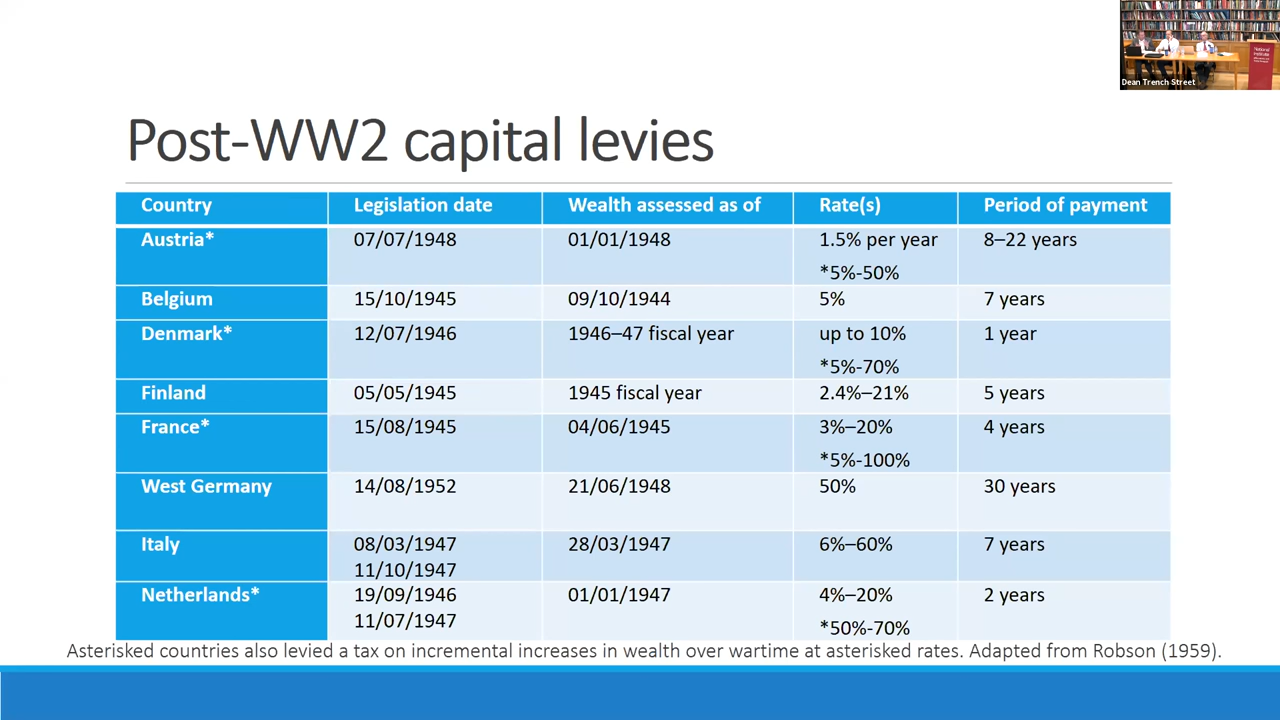 Dean Trench Street
National
Institute
Post-WW2 capital levies
Country Legislation date Wealth assessed as of Rate(s) Period of payment
Austria* 07/07/1948 01/01/1948 1.5% per year 8–22 years
*5%-50%
Belgium 15/10/1945 09/10/1944 5% 7 years
Denmark* 12/07/1946 1946–47 fiscal year up to 10% 1 year
*5%-70%
Finland 05/05/1945 1945 fiscal year 2.4%–21% 5 years
France* 15/08/1945 04/06/1945 3%–20% 4 years
*5%-100%
West Germany 14/08/1952 21/06/1948 50% 30 years
Italy 08/03/1947 28/03/1947 6%–60% 7 years
11/10/1947
Netherlands* 19/09/1946 01/01/1947 4%–20% 2 years
11/07/1947 *50%-70%
Asterisked countries also levied a tax on incremental increases in wealth over wartime at asterisked rates. Adapted from Robson (1959).